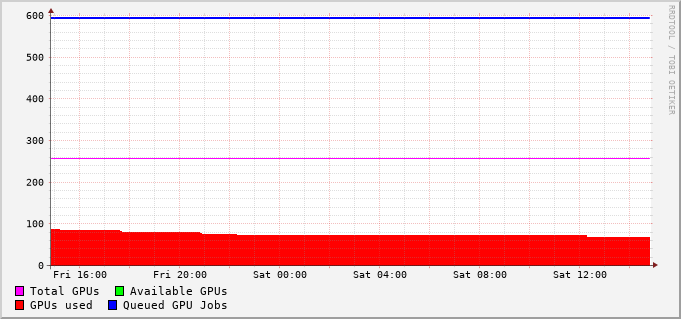 RRDTOOL / TOBI OETIKER
600
500
400
300
200
100
0
Fri 16:00 Fri 20:00 Sat 00:00 Sat 04:00 Sat 08:00 Sat 12:00
Total GPUs Available GPUs
GPUs used Queued GPU Jobs